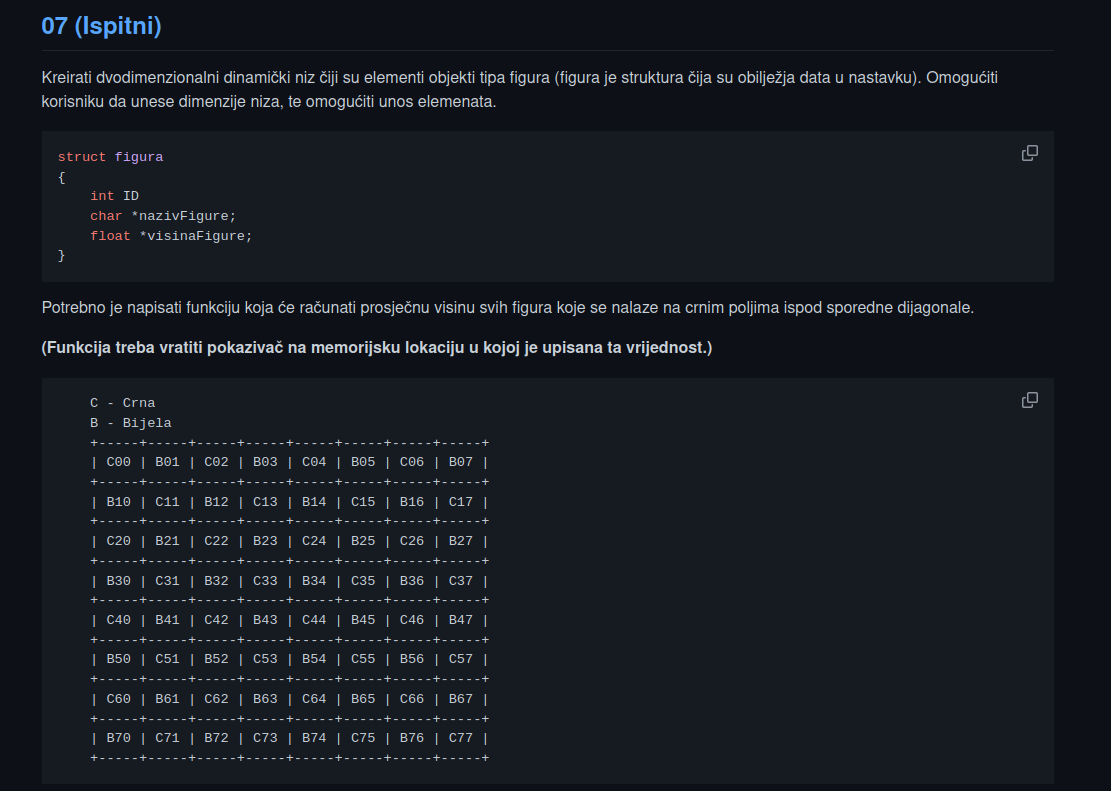 07 (Ispitni)
Kreirati dvodimenzionalni dinamički niz čiji su elementi objekti tipa figura (figura je struktura čija su obilježja data u nastavku). Omogućiti
korisniku da unese dimenzije niza, te omogućiti unos elemenata.
struct figura
{
    int ID
    char *nazivFigure;
    float *visinaFigure;
}
Potrebno je napisati funkciju koja će računati prosječnu visinu svih figura koje se nalaze na crnim poljima ispod sporedne dijagonale.
(Funkcija treba vratiti pokazivač na memorijsku lokaciju u kojoj je upisana ta vrijednost.)
    C - Crna
    B - Bijela
    +-----+-----+-----+-----+-----+-----+-----+-----+
    | C00 | B01 | C02 | B03 | C04 | B05 | C06 | B07 |
    +-----+-----+-----+-----+-----+-----+-----+-----+
    | B10 | C11 | B12 | C13 | B14 | C15 | B16 | C17 |
    +-----+-----+-----+-----+-----+-----+-----+-----+
    | C20 | B21 | C22 | B23 | C24 | B25 | C26 | B27 |
    +-----+-----+-----+-----+-----+-----+-----+-----+
    | B30 | C31 | B32 | C33 | B34 | C35 | B36 | C37 |
    +-----+-----+-----+-----+-----+-----+-----+-----+
    | C40 | B41 | C42 | B43 | C44 | B45 | C46 | B47 |
    +-----+-----+-----+-----+-----+-----+-----+-----+
    | B50 | C51 | B52 | C53 | B54 | C55 | B56 | C57 |
    +-----+-----+-----+-----+-----+-----+-----+-----+
    | C60 | B61 | C62 | B63 | C64 | B65 | C66 | B67 |
    +-----+-----+-----+-----+-----+-----+-----+-----+
    | B70 | C71 | B72 | C73 | B74 | C75 | B76 | C77 |
    +-----+-----+-----+-----+-----+-----+-----+-----+